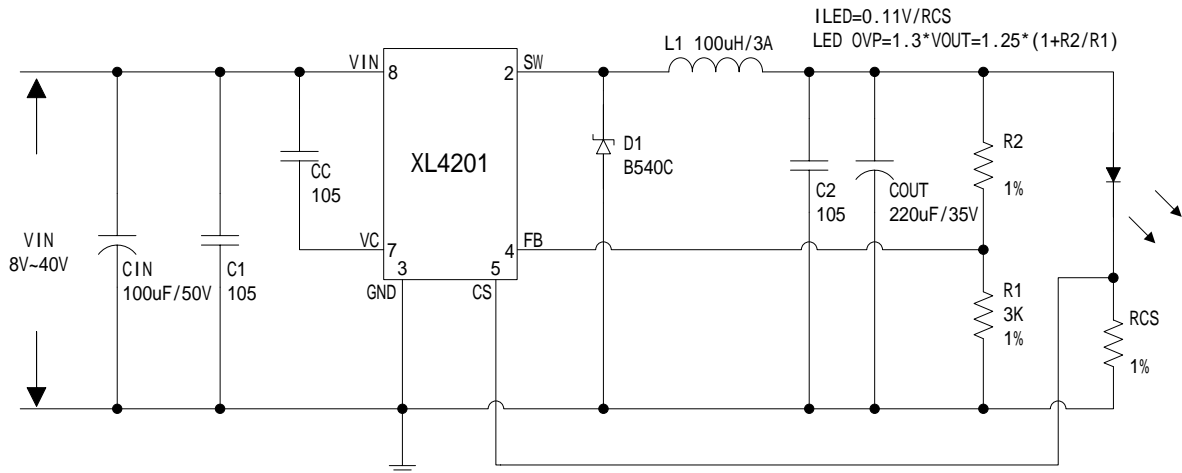 ILED=0.11V/RCS
LED OVP=1.3*VOUT=1.25*(1+R2/R1)
L1 100uH/3A
VIN
8
2
SW
XL4201
CC
105
D1
B540C
R2
1%
C2
105
COUT
220uF/35V
VC
7
4
FB
VIN
8V~40V
CIN
100uF/50V
C1
105
3
GND
5
CS
R1
3K
1%
RCS
1%